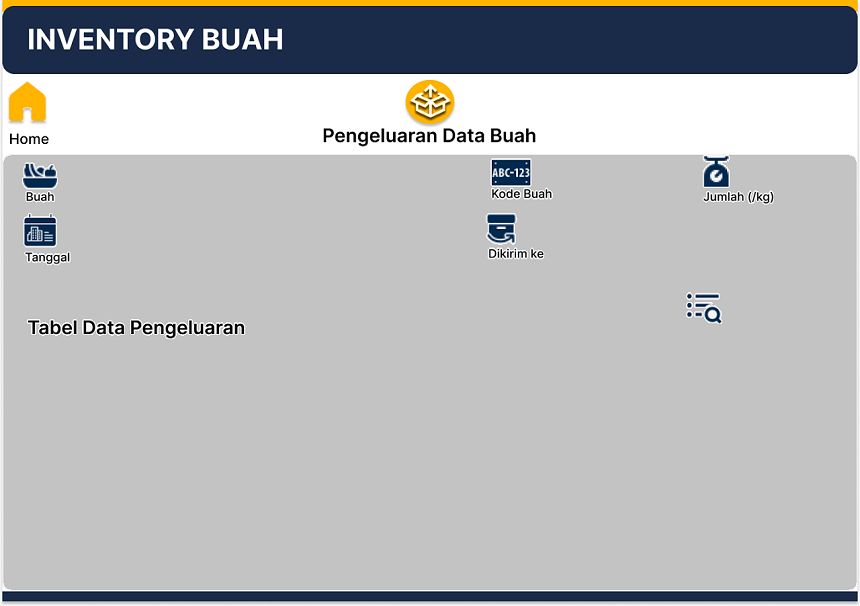 INVENTORY BUAH
Home
Pengeluaran Data Buah
Buah
ABC-123
Kode Buah
Jumlah (/kg)
Tanggal
Dikirim ke
Tabel Data Pengeluaran